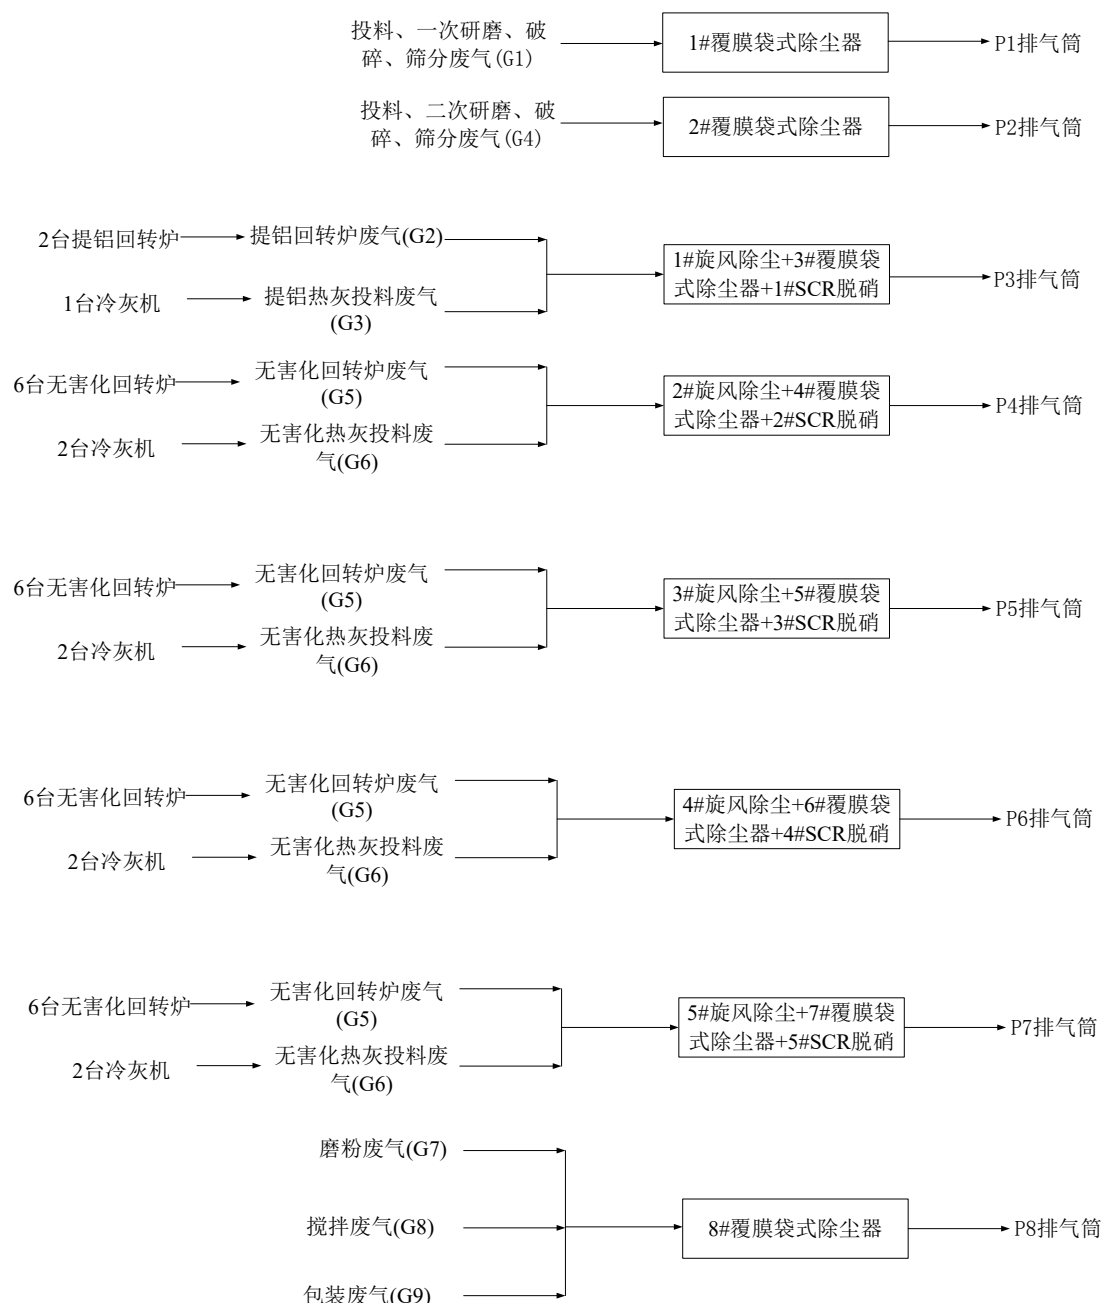 投料、一次研磨、破
碎、筛分废气(G1)
1#覆膜袋式除尘器
P1排气筒
投料、二次研磨、破
碎、筛分废气(G4)
2#覆膜袋式除尘器
P2排气筒
2台提铝回转炉
提铝回转炉废气(G2)
1台冷灰机
提铝热灰投料废气
(G3)
1#旋风除尘+3#覆膜袋
式除尘器+1#SCR脱硝
P3排气筒
6台无害化回转炉
无害化回转炉废气
(G5)
2台冷灰机
无害化热灰投料废
气(G6)
2#旋风除尘+4#覆膜袋
式除尘器+2#SCR脱硝
P4排气筒
6台无害化回转炉
无害化回转炉废气
(G5)
2台冷灰机
无害化热灰投料废
气(G6)
3#旋风除尘+5#覆膜袋
式除尘器+3#SCR脱硝
P5排气筒
6台无害化回转炉
无害化回转炉废气
(G5)
2台冷灰机
无害化热灰投料废
气(G6)
4#旋风除尘+6#覆膜袋
式除尘器+4#SCR脱硝
P6排气筒
6台无害化回转炉
无害化回转炉废气
(G5)
2台冷灰机
无害化热灰投料废
气(G6)
5#旋风除尘+7#覆膜袋
式除尘器+5#SCR脱硝
P7排气筒
磨粉废气(G7)
搅拌废气(G8)
包装废气(G9)
8#覆膜袋式除尘器
P8排气筒